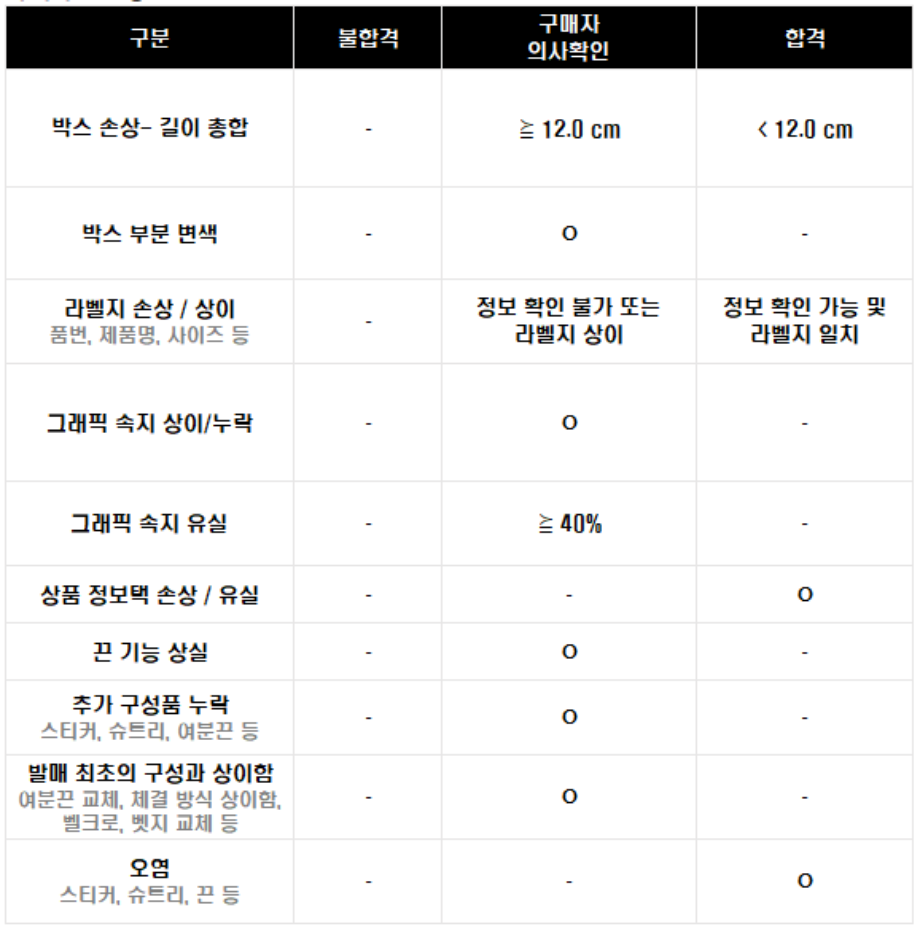 구분 불합격 구매자 의사확인 합격
박스 손상- 길이 총합 - ≧ 12.0 cm < 12.0 cm
박스 부분 변색 - O -
라벨지 손상 / 상이
품번, 제품명, 사이즈 등
-
정보 확인 불가 또는
라벨지 상이
정보 확인 가능 및
라벨지 일치
그래픽 속지 상이/누락 - O -
그래픽 속지 유실 - ≧ 40% -
상품 정보택 손상 / 유실 - - O
끈 기능 상실 - O -
추가 구성품 누락
스티커, 슈트리, 여분끈 등
- O -
발매 최초의 구성과 상이함
여분끈 교체, 체결 방식 상이함,
벨크로, 벳지 교체 등
- O -
오염
스티커, 슈트리, 끈 등
- - O